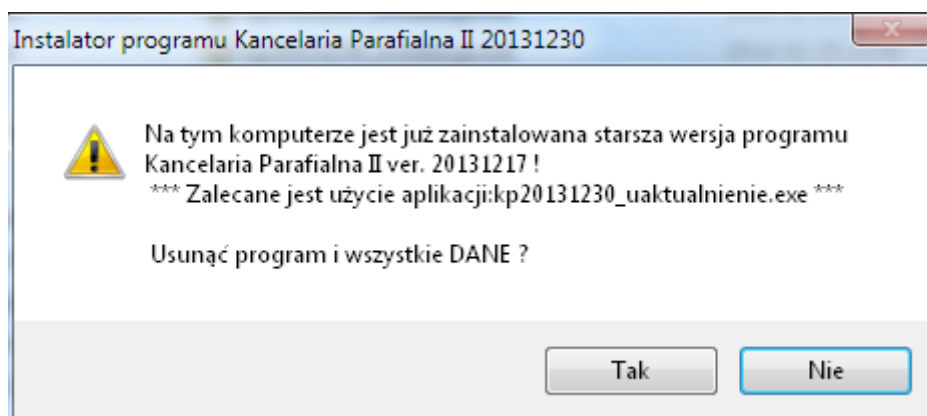 Instalator programu Kancelaria Parafialna II 20131230
Na tym komputerze jest już zainstalowana starsza wersja programu
Kancelaria Parafialna II ver. 20131217 !
*** Zalecane jest użycie aplikacji:kp20131230_uaktualnienie.exe ***
Usunąć program i wszystkie DANE ?
Tak
Nie